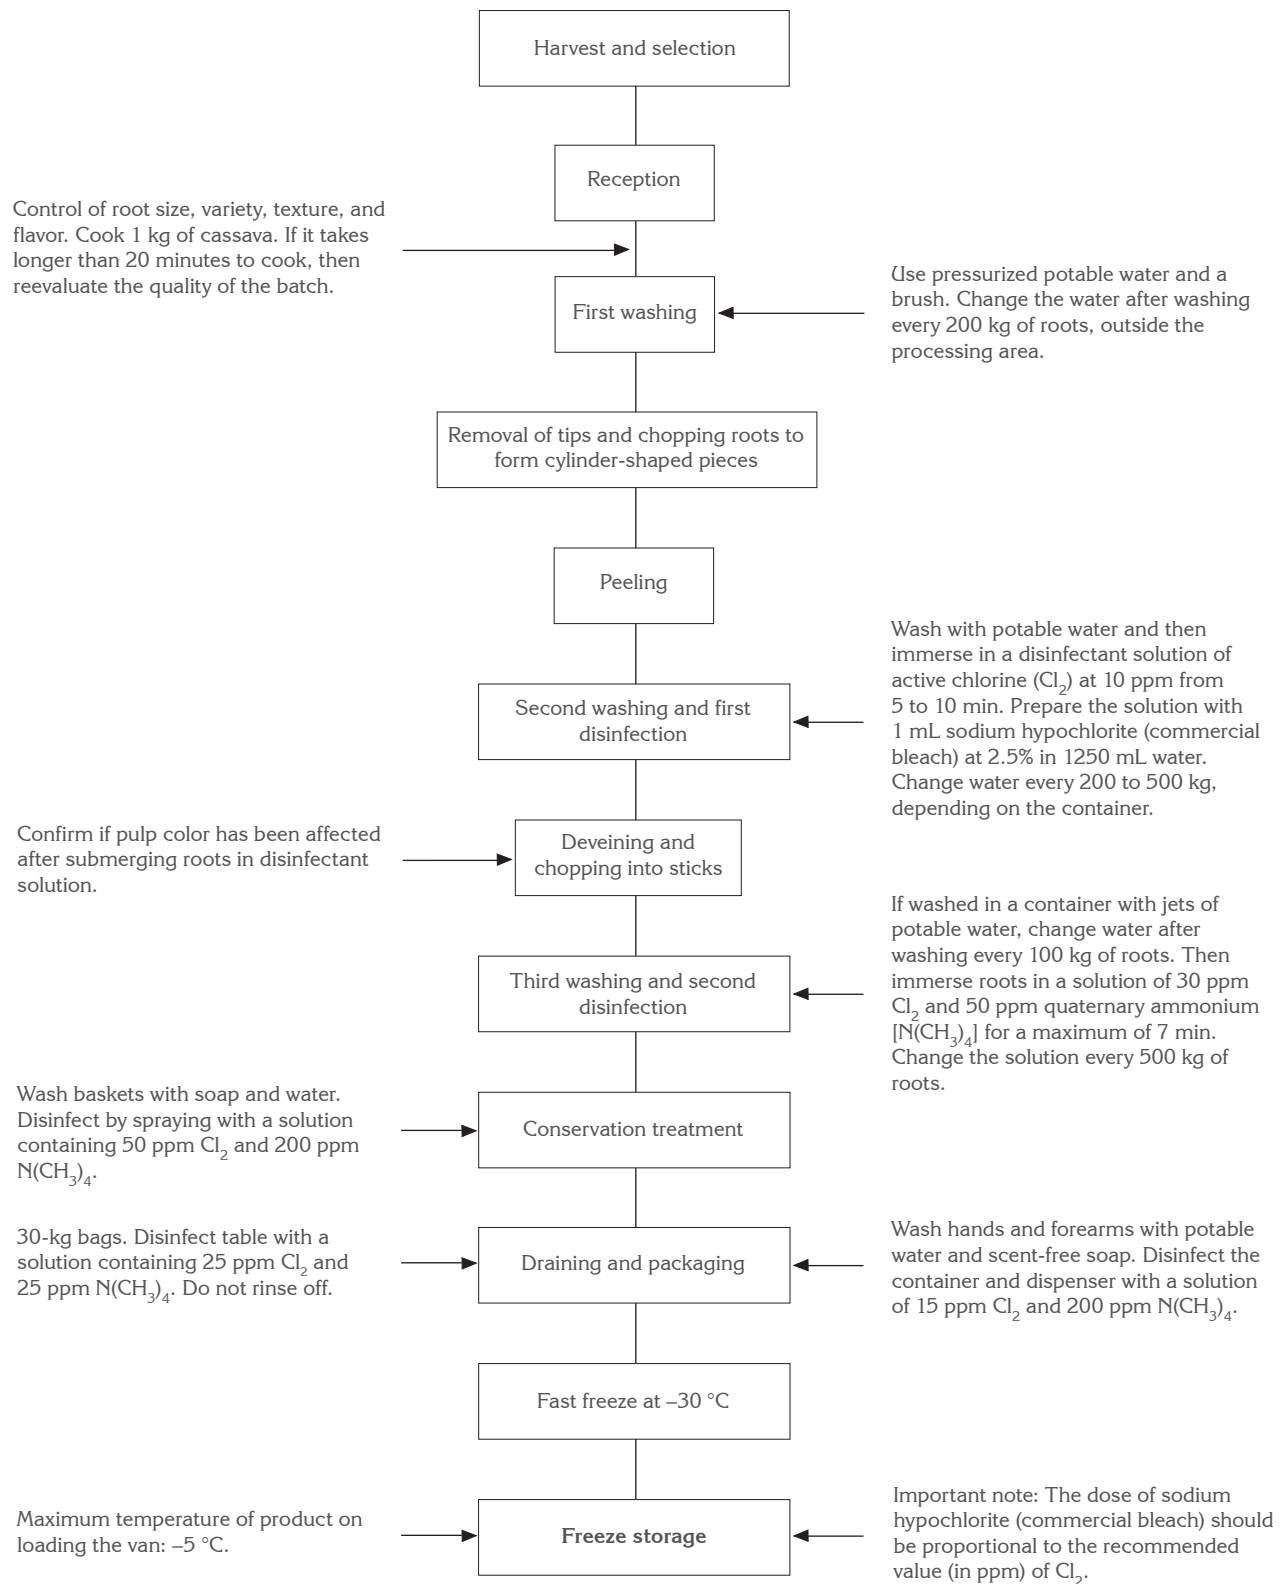 Harvest and selection
Reception
Control of root size, variety, texture, and
flavor. Cook 1 kg of cassava. If it takes
longer than 20 minutes to cook, then
reevaluate the quality of the batch.
First washing
Use pressurized potable water and a
brush. Change the water after washing
every 200 kg of roots, outside the
processing area.
Removal of tips and chopping roots to
form cylinder-shaped pieces
Peeling
Second washing and first
disinfection
Wash with potable water and then
immerse in a disinfectant solution of
active chlorine (Cl₂) at 10 ppm from
5 to 10 min. Prepare the solution with
1 mL sodium hypochlorite (commercial
bleach) at 2.5% in 1250 mL water.
Change water every 200 to 500 kg,
depending on the container.
Confirm if pulp color has been affected
after submerging roots in disinfectant
solution.
Deveining and
chopping into sticks
Third washing and second
disinfection
If washed in a container with jets of
potable water, change water after
washing every 100 kg of roots. Then
immerse roots in a solution of 30 ppm
Cl₂ and 50 ppm quaternary ammonium
[N(CH₃)₄] for a maximum of 7 min.
Change the solution every 500 kg of
roots.
Wash baskets with soap and water.
Disinfect by spraying with a solution
containing 50 ppm Cl₂ and 200 ppm
N(CH₃)₄.
Conservation treatment
30-kg bags. Disinfect table with a
solution containing 25 ppm Cl₂ and
25 ppm N(CH₃)₄. Do not rinse off.
Draining and packaging
Wash hands and forearms with potable
water and scent-free soap. Disinfect the
container and dispenser with a solution
of 15 ppm Cl₂ and 200 ppm N(CH₃)₄.
Fast freeze at –30 °C
Maximum temperature of product on
loading the van: –5 °C.
Freeze storage
Important note: The dose of sodium
hypochlorite (commercial bleach) should
be proportional to the recommended
value (in ppm) of Cl₂.